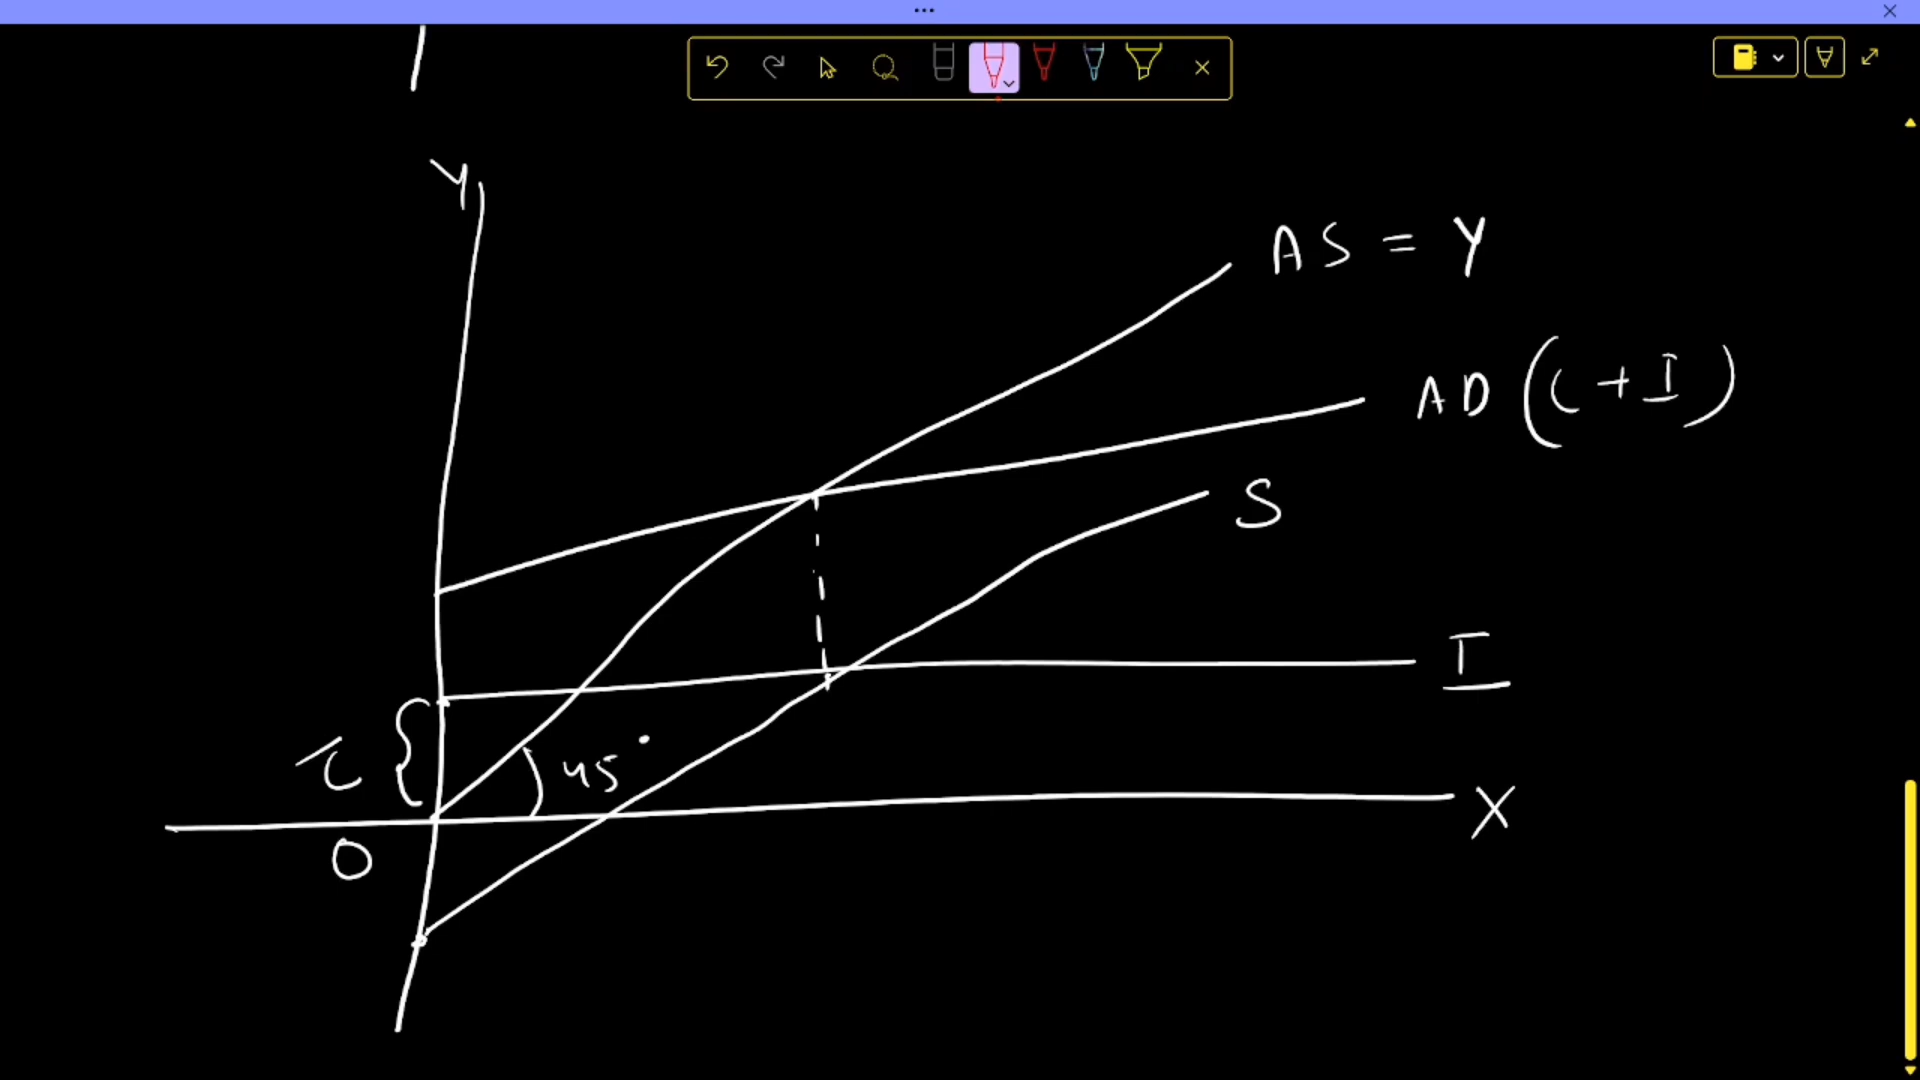 Y
AS = Y
AD (C + I)
S
I
45°
O
X